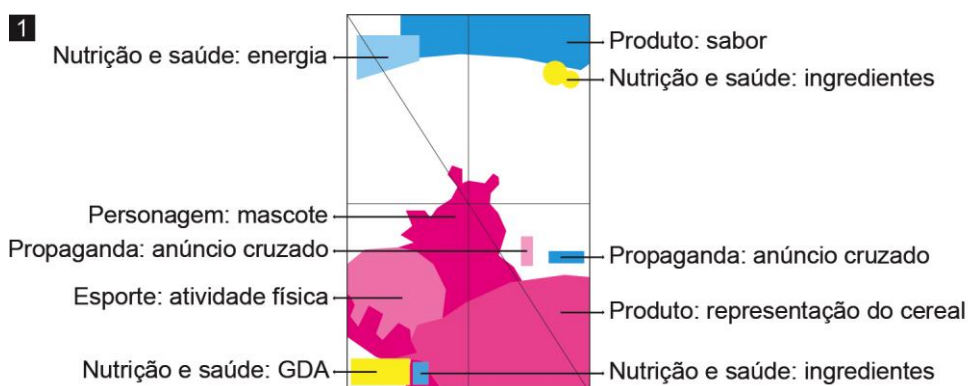 1
Nutrição e saúde: energia
Produto: sabor
Nutrição e saúde: ingredientes
Personagem: mascote
Propaganda: anúncio cruzado
Propaganda: anúncio cruzado
Esporte: atividade física
Produto: representação do cereal
Nutrição e saúde: GDA
Nutrição e saúde: ingredientes